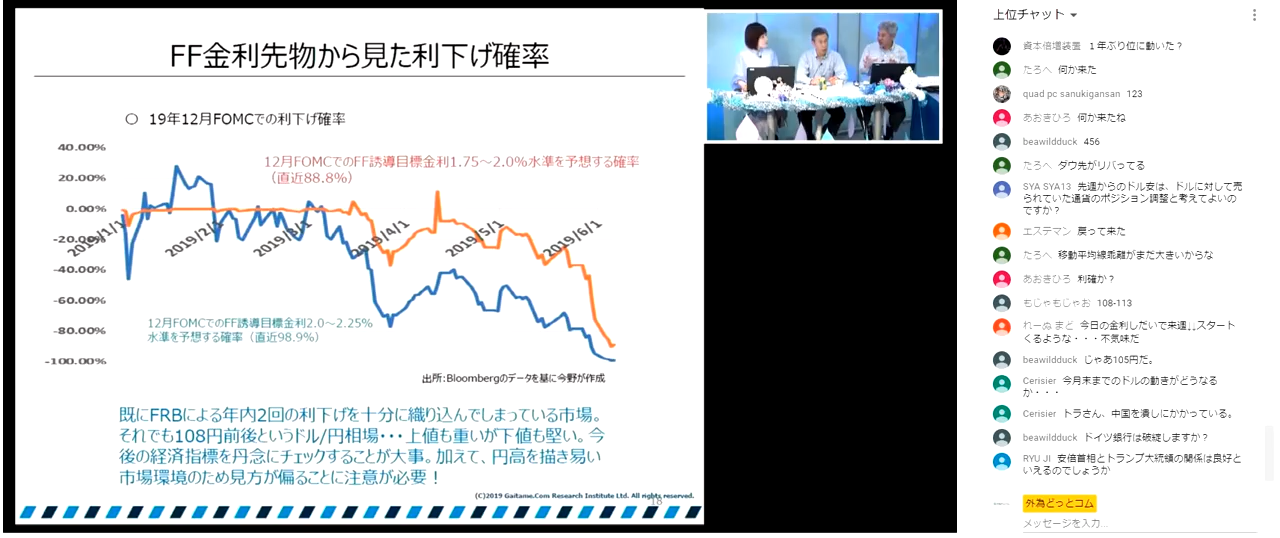 FF金利先物から見た利下げ確率
○ 19年12月FOMCでの利下げ確率
40.00%
20.00%
0.00%
-20.00%
-40.00%
-60.00%
-80.00%
-100.00%
2019/1/1
2019/2/1
2019/3/1
2019/4/1
2019/5/1
2019/6/1
12月FOMCでのFF誘導目標金利1.75～2.0%水準を予想する確率
（直近88.8%）
12月FOMCでのFF誘導目標金利2.0～2.25%
水準を予想する確率（直近98.9%）
出所：Bloombergのデータを基に今野が作成
既にFRBによる年内2回の利下げを十分に織り込んでしまっている市場。
それでも108円前後というドル/円相場・・・上値も重いが下値も堅い。今
後の経済指標を丹念にチェックすることが大事。加えて、円高を描き易い
市場環境のため見方が偏ることに注意が必要！
(C)2019 Gaitame.Com Research Institute Ltd. All rights reserved.
18
上位チャット
資本倍増装置 １年ぶり位に動いた？
たろへ 何か来た
quad pc sanukigansan 123
あおきひろ 何か来たね
beawildduck 456
たろへ ダウ先がリバってる
SYA SYA13 先週からのドル安は、ドルに対して売
られていた通貨のポジション調整と考えてよいの
ですか？
エステマン 戻って来た
たろへ 移動平均線乖離がまだ大きいからな
あおきひろ 利確か？
もじゃもじゃお 108-113
れーぬ まど 今日の金利しだいで来週↓↓スタート
くるような・・・不気味だ
beawildduck じゃあ105円だ。
Cerisier 今月末までのドルの動きがどうなる
か・・・
Cerisier トラさん、中国を潰しにかかっている。
beawildduck ドイツ銀行は破綻しますか？
RYU JI 安倍首相とトランプ大統領の関係は良好と
いえるのでしょうか
外為どっとコム
メッセージを入力...